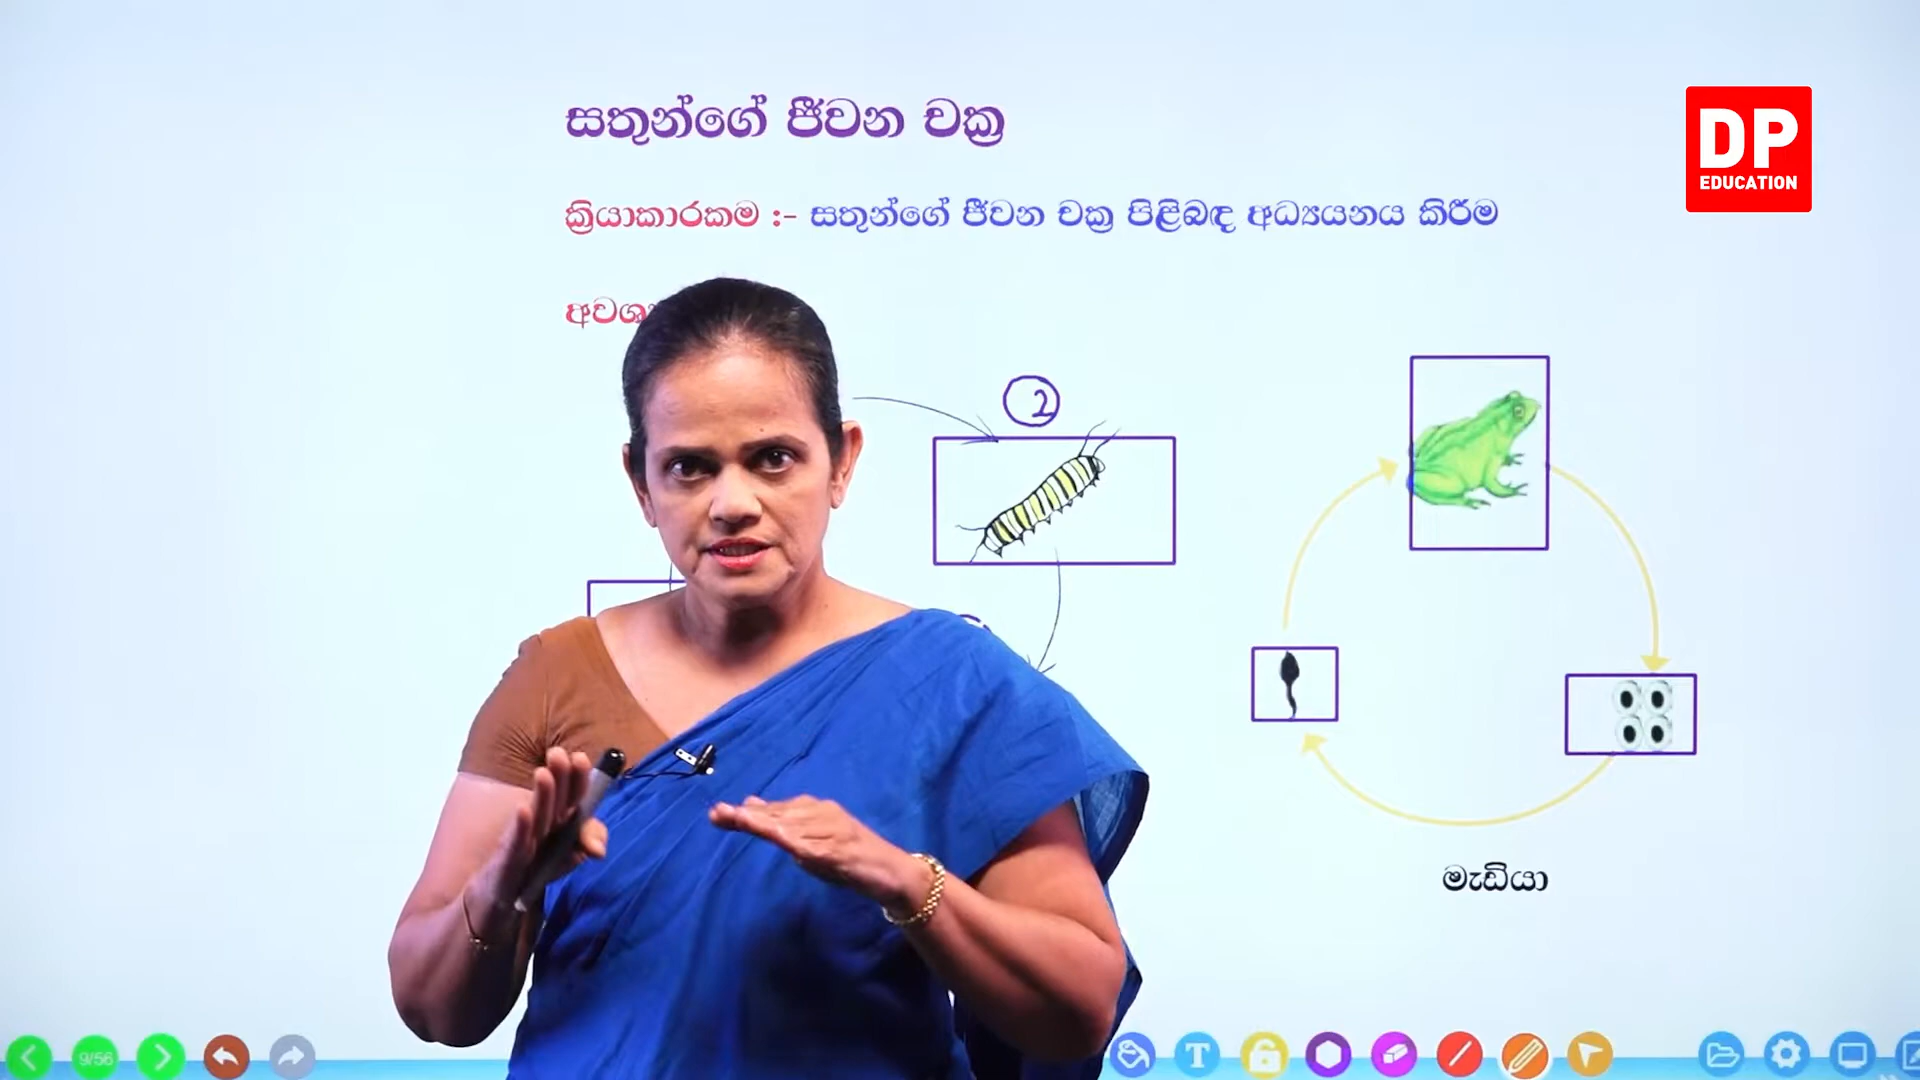 සතුන්ගේ ජීවන චක්‍ර
DP
EDUCATION
ක්‍රියාකාරකම :- සතුන්ගේ ජීවන චක්‍ර පිළිබඳ අධ්‍යයනය කිරීම
2
මැඩියා
9/56
T